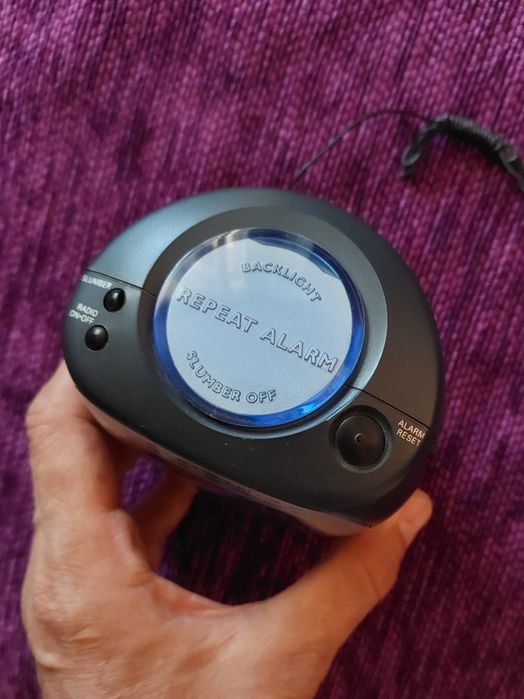 SLUMBER
RADIO
ON•OFF
BACKLIGHT
REPEAT ALARM
SLUMBER OFF
ALARM
RESET